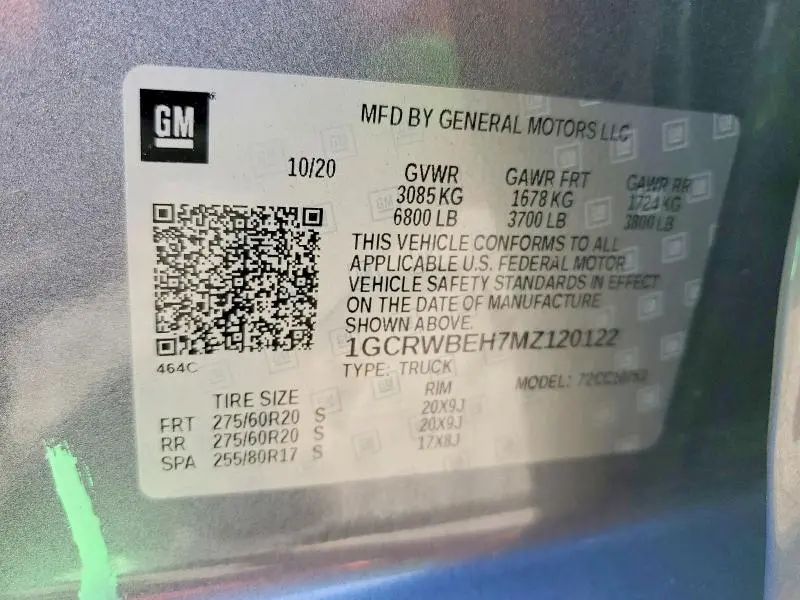 GM
MFD BY GENERAL MOTORS LLC
10/20 GVWR GAWR FRT GAWR RR
3085 KG 1678 KG 1724 KG
6800 LB 3700 LB 3800 LB
THIS VEHICLE CONFORMS TO ALL
APPLICABLE U.S. FEDERAL MOTOR
VEHICLE SAFETY STANDARDS IN EFFECT
ON THE DATE OF MANUFACTURE
SHOWN ABOVE.
1GCRWBEH7MZ120122
464C
TYPE: TRUCK MODEL:
TIRE SIZE RIM
FRT 275/60R20 S 20X9J
RR 275/60R20 S 20X9J
SPA 255/80R17 S 17X8J